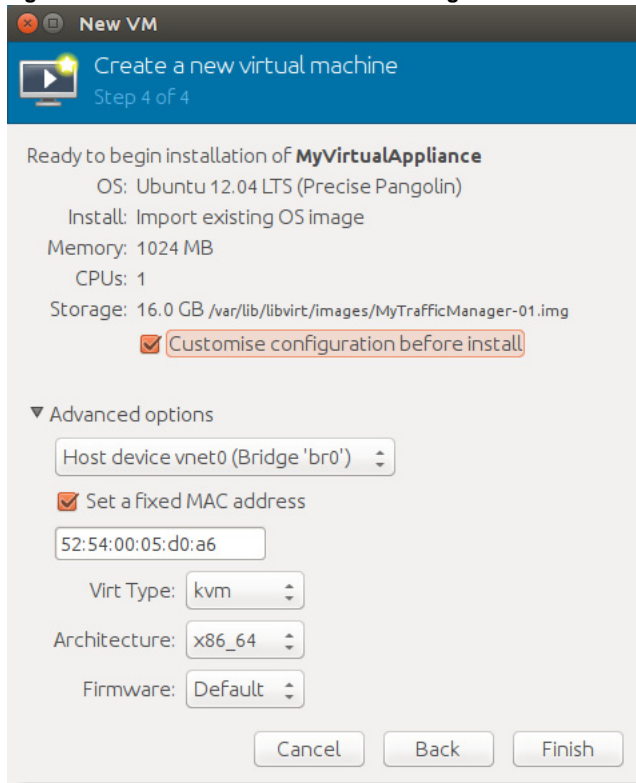 New VM
Create a new virtual machine
Step 4 of 4
Ready to begin installation of MyVirtualAppliance
OS: Ubuntu 12.04 LTS (Precise Pangolin)
Install: Import existing OS image
Memory: 1024 MB
CPUs: 1
Storage: 16.0 GB /var/lib/libvirt/images/MyTrafficManager-01.img
Customise configuration before install
Advanced options
Host device vnet0 (Bridge 'br0')
Set a fixed MAC address
52:54:00:05:d0:a6
Virt Type: kvm
Architecture: x86_64
Firmware: Default
Cancel Back Finish